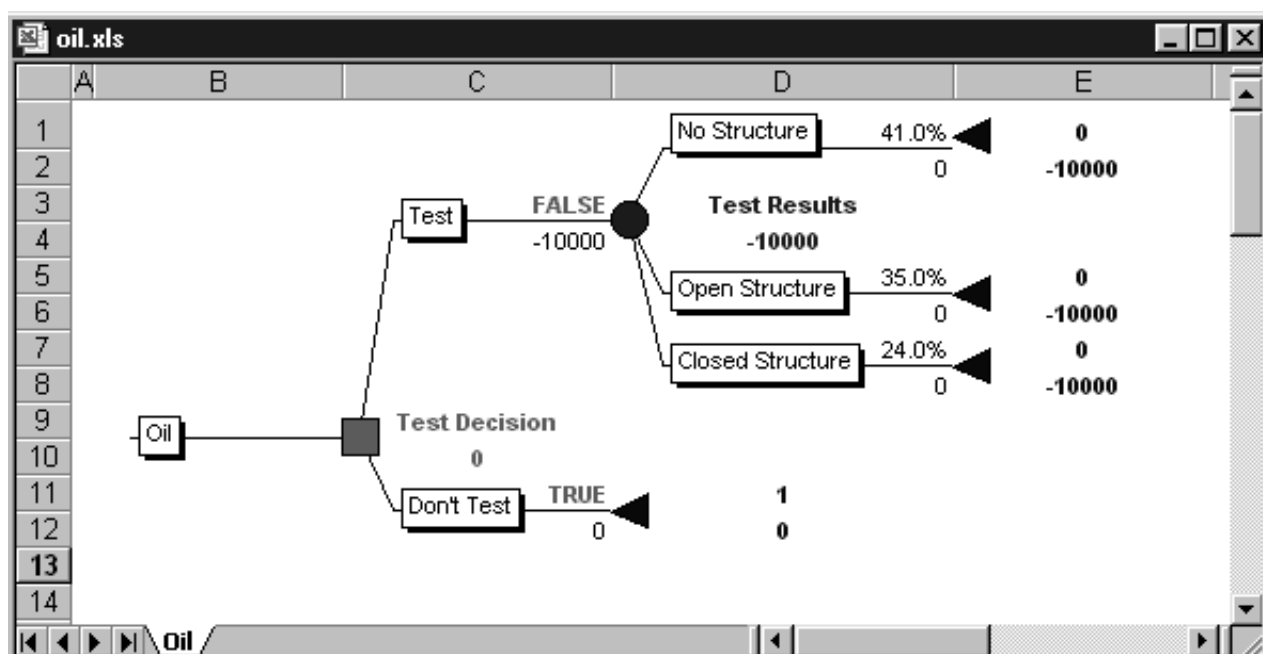 oil.xls
A B C D E
1 No Structure 41.0% 0
2 0 -10000
3 Test FALSE Test Results
4 -10000 -10000
5 Open Structure 35.0% 0
6 0 -10000
7 Closed Structure 24.0% 0
8 0 -10000
9 Oil Test Decision
10 0
11 Don't Test TRUE 1
12 0 0
13
14
Oil